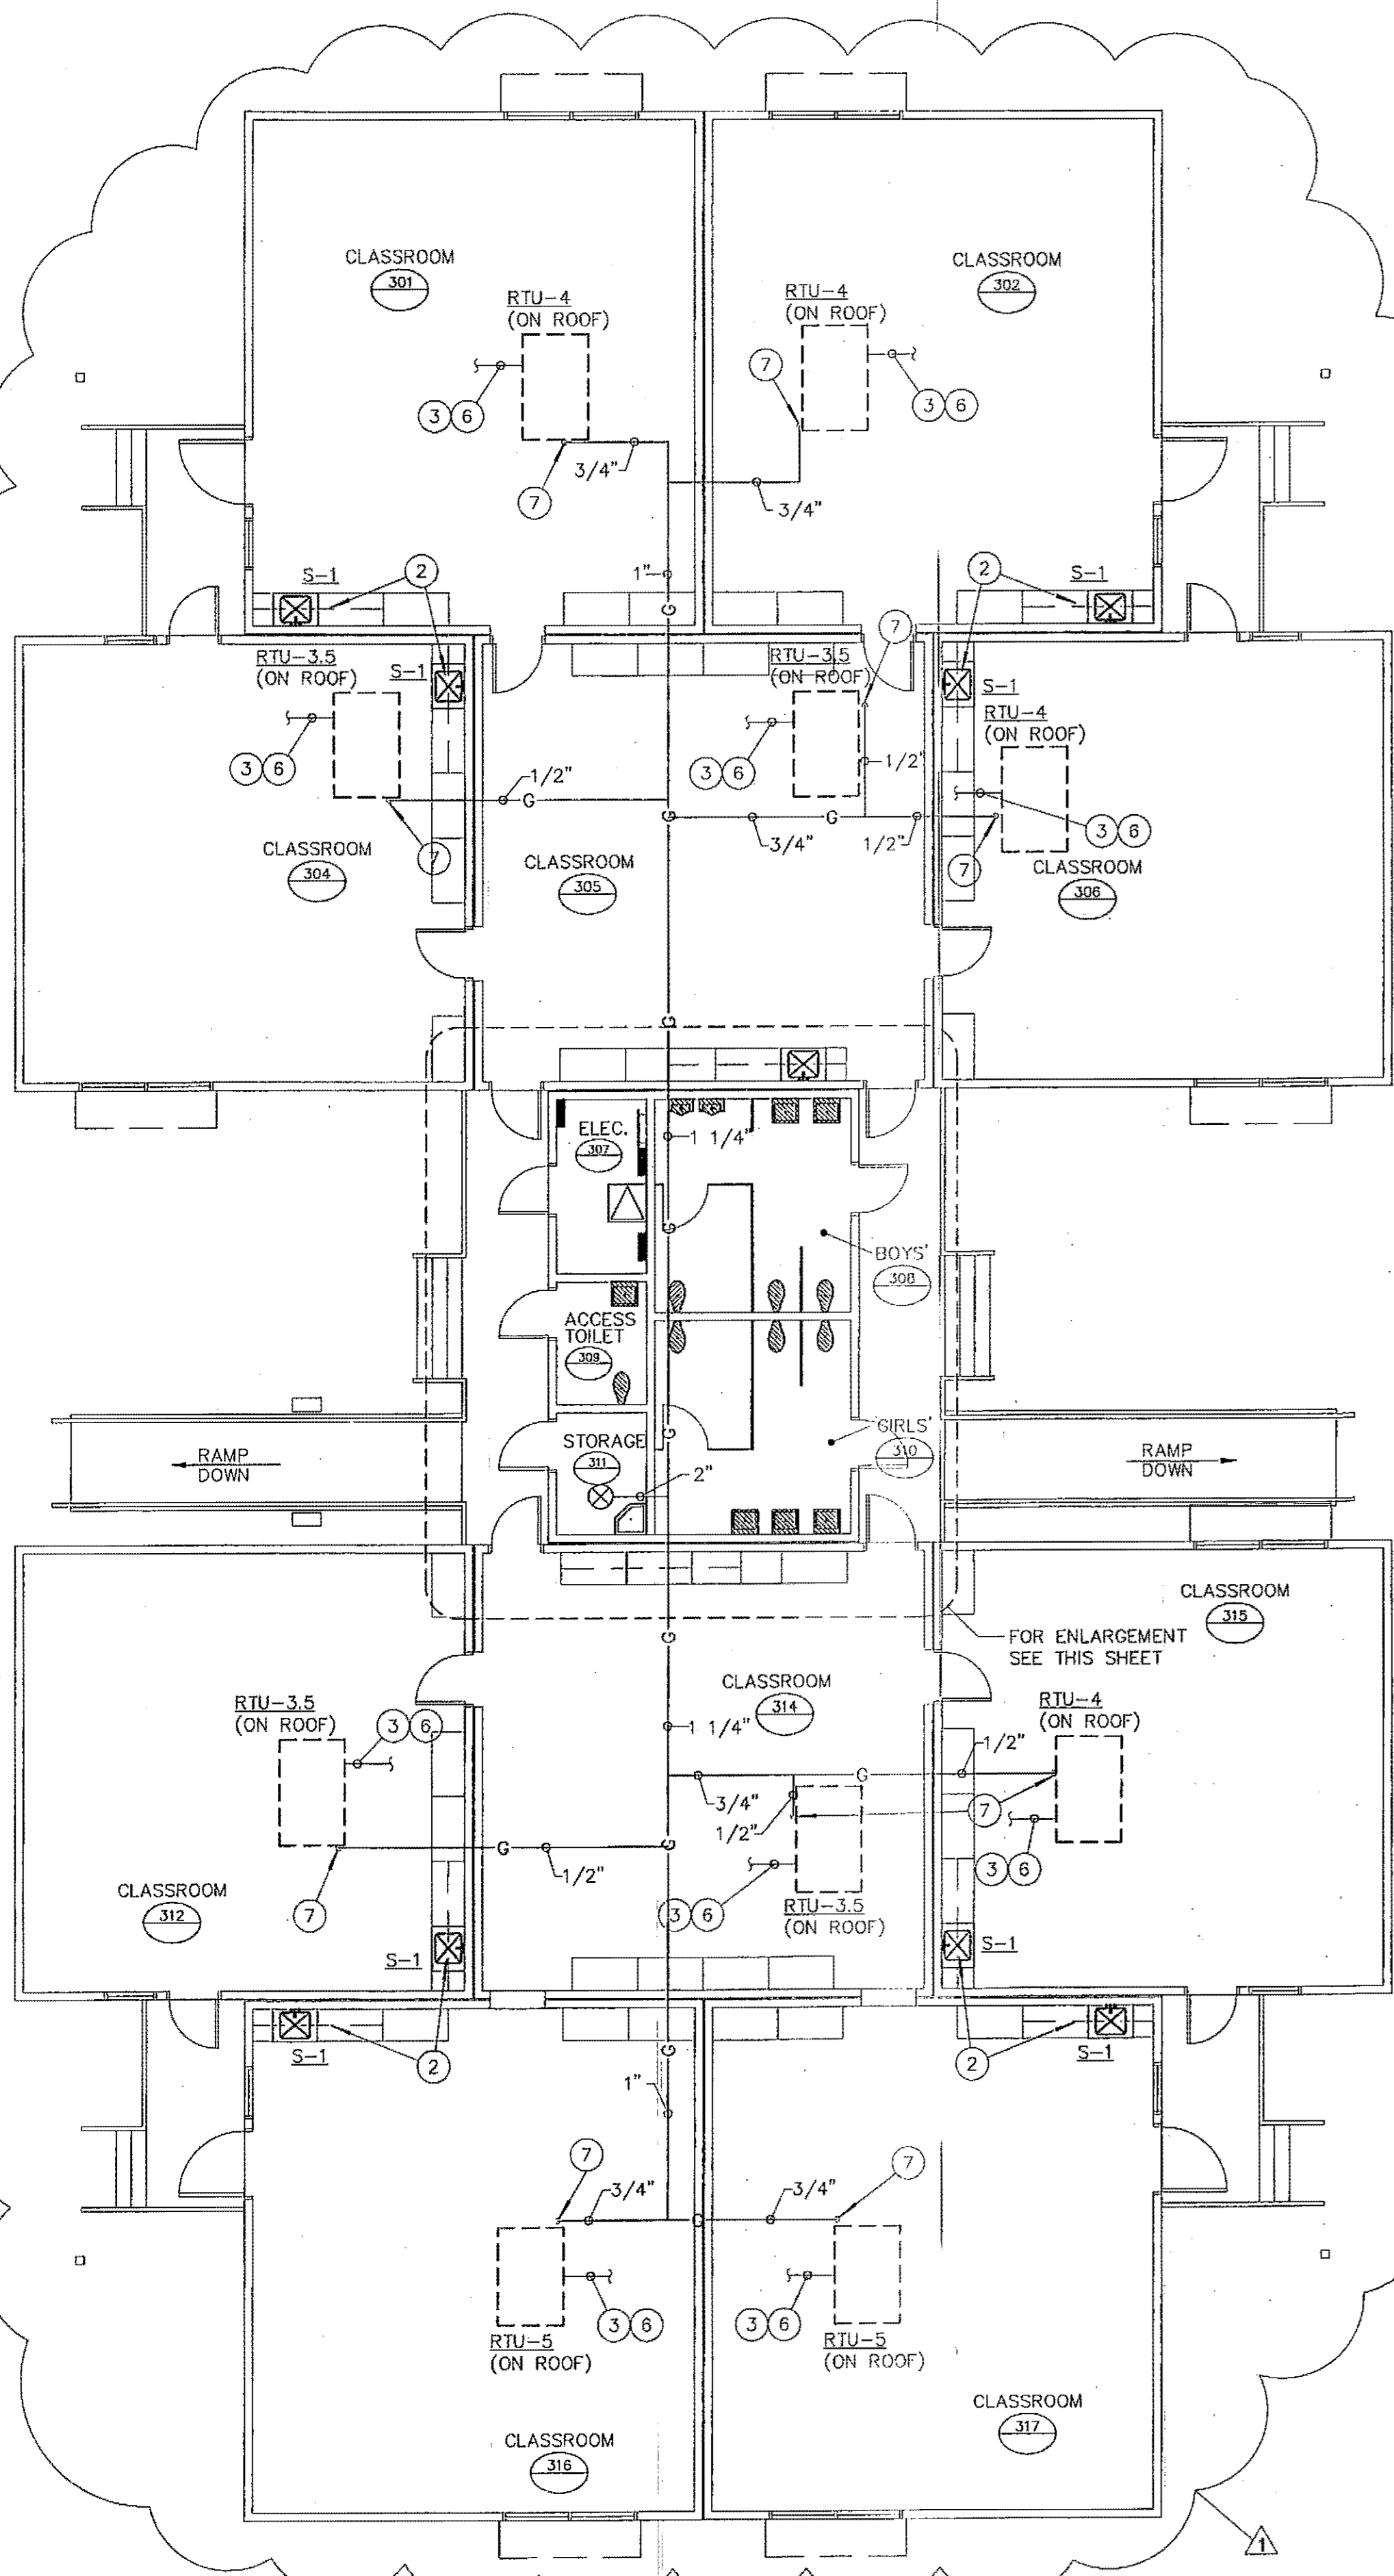 CLASSROOM
301
CLASSROOM
302
RTU-4
(ON ROOF)
RTU-4
(ON ROOF)
7
3 6
3 6
3/4"
7
3/4"
1"
G
S-1
2
2
S-1
7
RTU-3.5
(ON ROOF)
S-1
RTU-3.5
(ON ROOF)
S-1
RTU-4
(ON ROOF)
3 6
3 6
1/2"
1/2"
G
G
G
3/4"
1/2"
3 6
7
7
CLASSROOM
304
CLASSROOM
305
CLASSROOM
306
G
ELEC.
307
1 1/4"
G
BOYS'
308
ACCESS
TOILET
309
G
GIRLS'
310
STORAGE
311
2"
RAMP
DOWN
RAMP
DOWN
CLASSROOM
315
G
FOR ENLARGEMENT
SEE THIS SHEET
CLASSROOM
314
RTU-3.5
(ON ROOF)
3 6
RTU-4
(ON ROOF)
1 1/4"
1/2"
G
3/4"
7
1/2"
G
G
1/2"
3 6
3 6
7
RTU-3.5
(ON ROOF)
CLASSROOM
312
S-1
S-1
S-1
2
2
S-1
G
1"
7
7
3/4"
3/4"
G
3 6
3 6
RTU-5
(ON ROOF)
RTU-5
(ON ROOF)
CLASSROOM
316
CLASSROOM
317
1